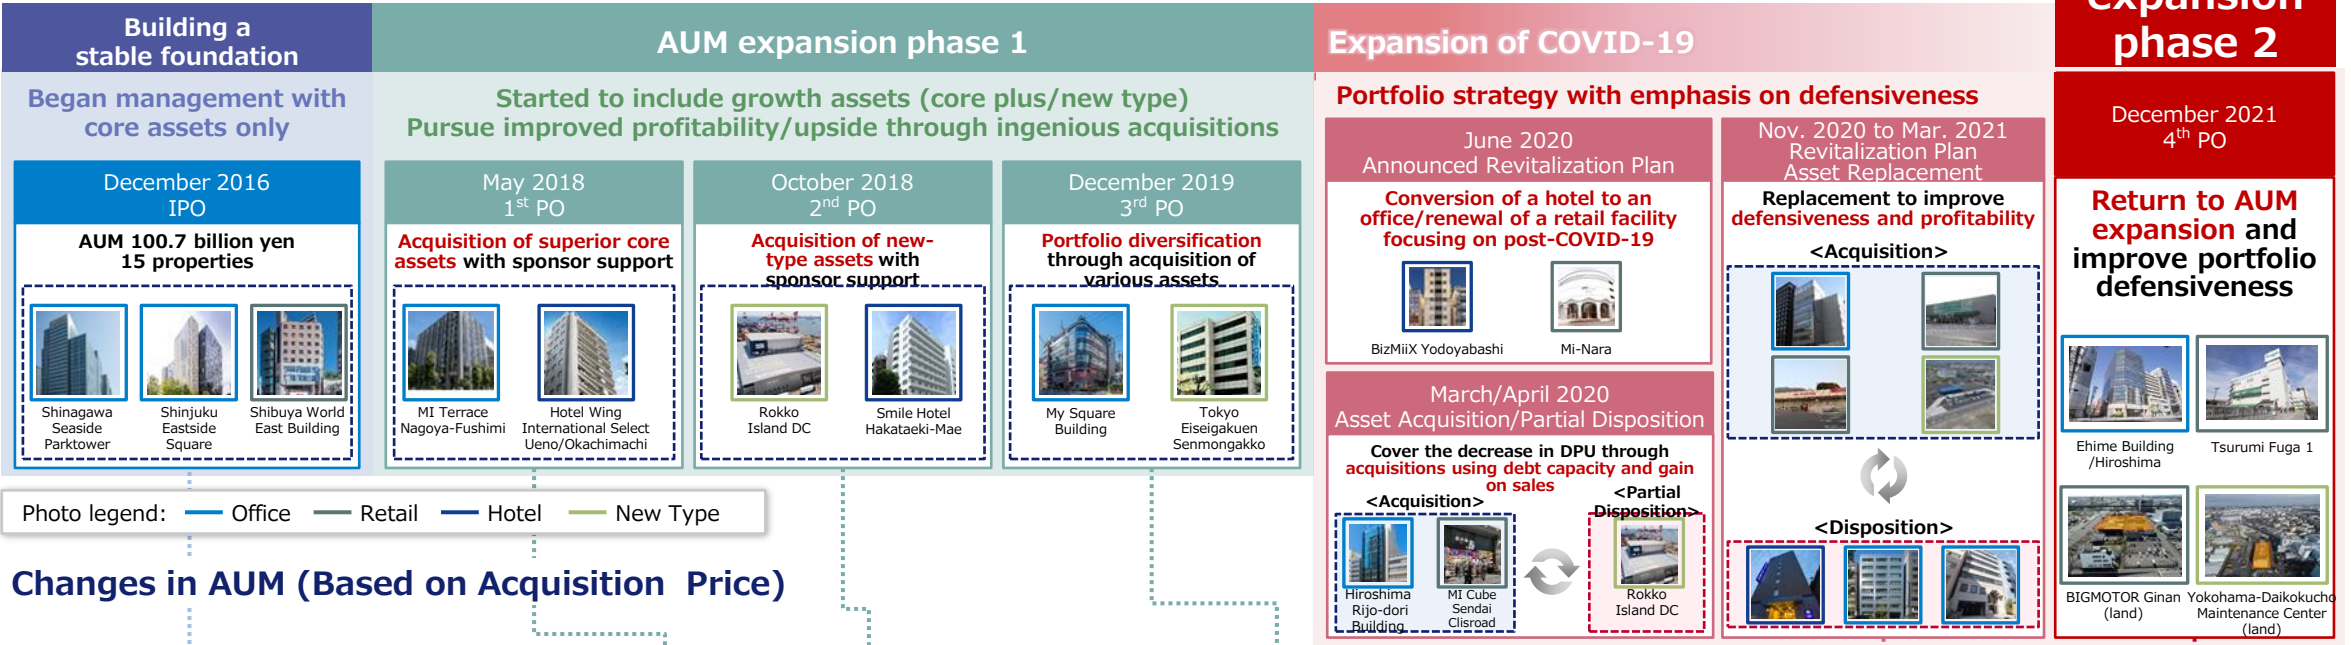 Building a
stable foundation
Began management with
core assets only
December 2016
IPO
AUM 100.7 billion yen
15 properties
Shinagawa
Seaside
Parktower
Shinjuku
Eastside
Square
Shibuya World
East Building
AUM expansion phase 1
Started to include growth assets (core plus/new type)
Pursue improved profitability/upside through ingenious acquisitions
May 2018
1st PO
Acquisition of superior core
assets with sponsor support
MI Terrace
Nagoya-Fushimi
Hotel Wing
International Select
Ueno/Okachimachi
October 2018
2nd PO
Acquisition of new-
type assets with
sponsor support
Rokko
Island DC
Smile Hotel
Hakataeki-Mae
December 2019
3rd PO
Portfolio diversification
through acquisition of
various assets
My Square
Building
Tokyo
Eiseigakuen
Senmongakko
Expansion of COVID-19
Portfolio strategy with emphasis on defensiveness
June 2020
Announced Revitalization Plan
Conversion of a hotel to an
office/renewal of a retail facility
focusing on post-COVID-19
BizMiiX Yodoyabashi
Mi-Nara
March/April 2020
Asset Acquisition/Partial Disposition
Cover the decrease in DPU through
acquisitions using debt capacity and gain
on sales
<Acquisition>
<Partial
Disposition>
Hiroshima
Rijo-dori
Building
MI Cube
Sendai
Clisroad
Rokko
Island DC
Nov. 2020 to Mar. 2021
Revitalization Plan
Asset Replacement
Replacement to improve
defensiveness and profitability
<Acquisition>
<Disposition>
expansion
phase 2
December 2021
4th PO
Return to AUM
expansion and
improve portfolio
defensiveness
Ehime Building
/Hiroshima
Tsurumi Fuga 1
BIGMOTOR Ginan
(land)
Yokohama-Daikokucho
Maintenance Center
(land)
Photo legend:
Office
Retail
Hotel
New Type
Changes in AUM (Based on Acquisition Price)